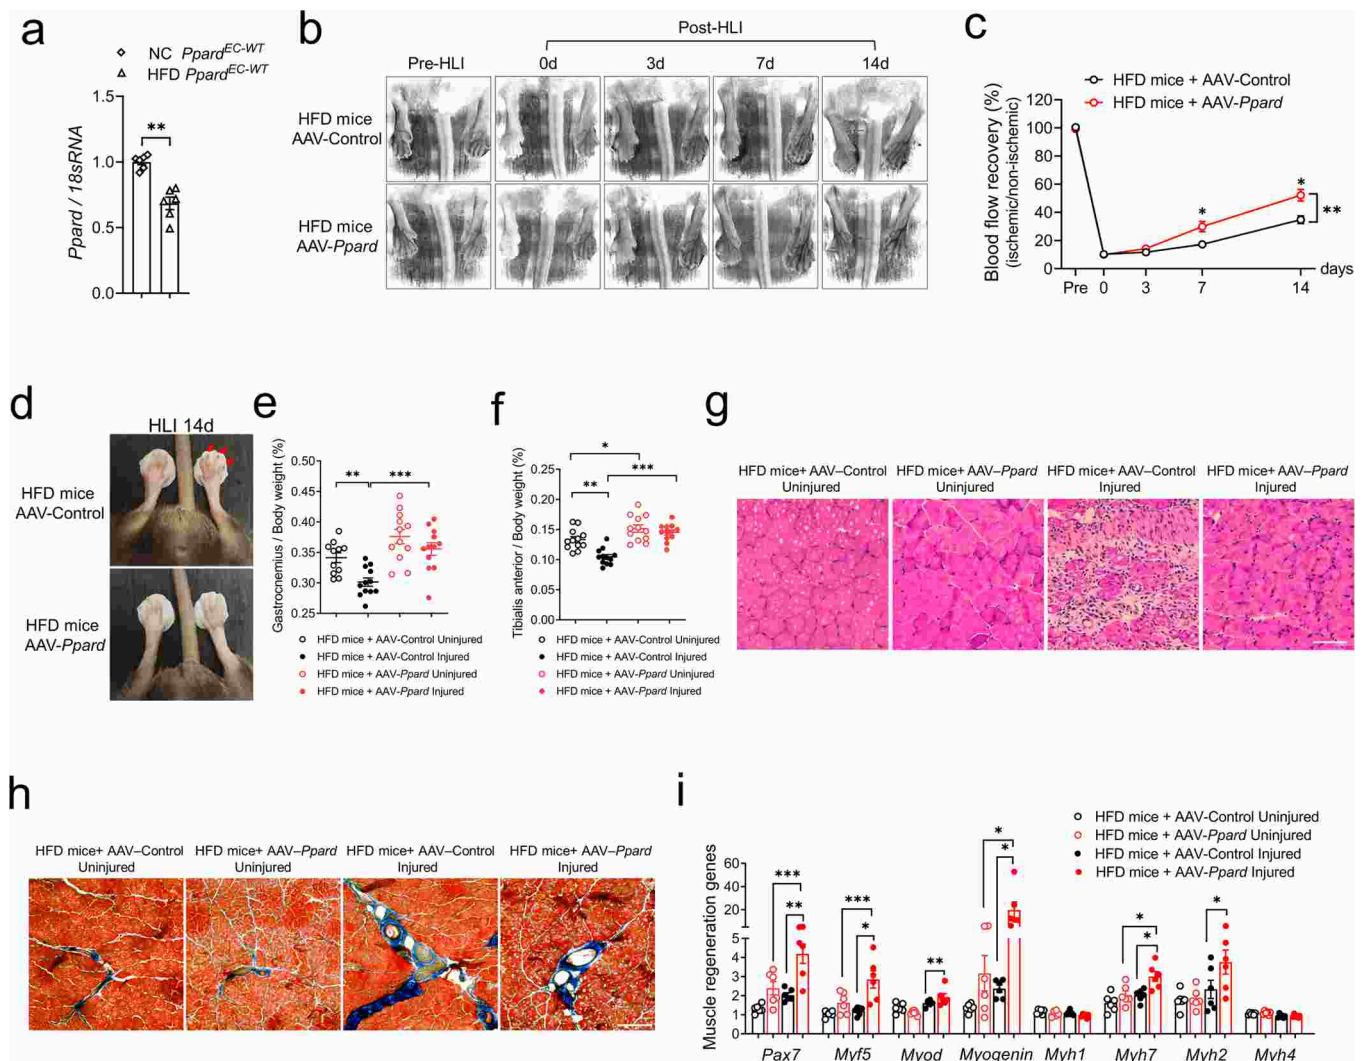 a
NC Ppard^EC-WT
HFD Ppard^EC-WT
1.5
1.0
0.5
0.0
**
Ppard / 18sRNA
b
Post-HLI
Pre-HLI
0d
3d
7d
14d
HFD mice
AAV-Control
HFD mice
AAV-Ppard
c
HFD mice + AAV-Control
HFD mice + AAV-Ppard
Blood flow recovery (%)
(ischemic/non-ischemic)
120
100
80
60
40
20
0
*
*
**
Pre 0 3 7 14
days
d
HLI 14d
HFD mice
AAV-Control
HFD mice
AAV-Ppard
e
Gastrocnemius / Body weight (%)
0.50
0.45
0.40
0.35
0.30
0.25
** ***
HFD mice + AAV-Control Uninjured
HFD mice + AAV-Control Injured
HFD mice + AAV-Ppard Uninjured
HFD mice + AAV-Ppard Injured
f
Tibialis anterior / Body weight (%)
0.25
0.20
0.15
0.10
0.05
0.00
*
***
**
HFD mice + AAV-Control Uninjured
HFD mice + AAV-Control Injured
HFD mice + AAV-Ppard Uninjured
HFD mice + AAV-Ppard Injured
g
HFD mice+ AAV–Control
Uninjured
HFD mice+ AAV–Ppard
Uninjured
HFD mice+ AAV–Control
Injured
HFD mice+ AAV–Ppard
Injured
h
HFD mice+ AAV–Control
Uninjured
HFD mice+ AAV–Ppard
Uninjured
HFD mice+ AAV–Control
Injured
HFD mice+ AAV–Ppard
Injured
i
HFD mice + AAV-Control Uninjured
HFD mice + AAV-Ppard Uninjured
HFD mice + AAV-Control Injured
HFD mice + AAV-Ppard Injured
Muscle regeneration genes
60
40
20
5
4
3
2
1
0
***
**
***
*
**
*
*
*
*
*
Pax7 Myf5 Myod Myogenin Myh1 Myh7 Myh2 Myh4